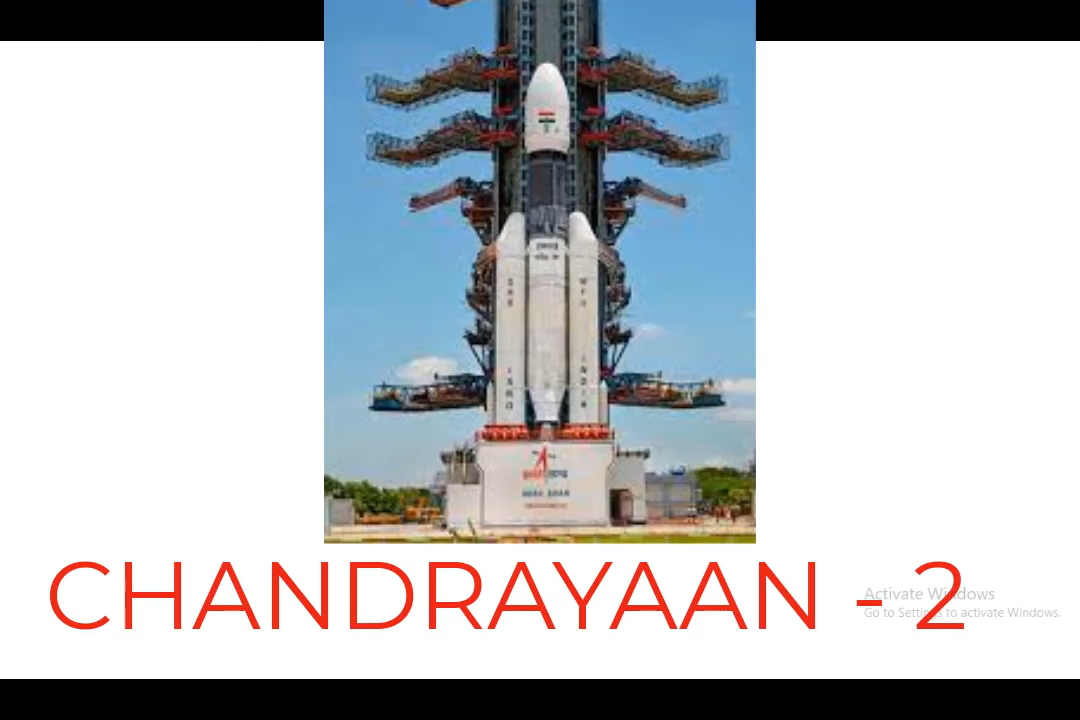 ISRO
INDIA
CHANDRAYAAN - 2
Activate Windows
Go to Settings to activate Windows.